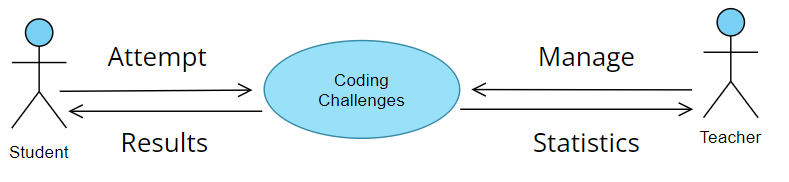 Attempt
Manage
Coding
Challenges
Results
Statistics
Student
Teacher